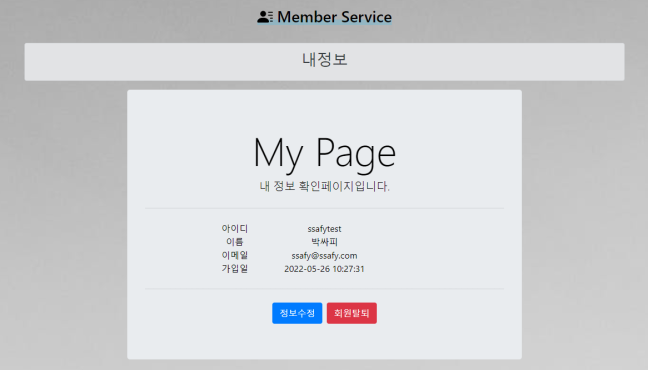 Member Service
내정보
My Page
내 정보 확인페이지입니다.
아이디 ssafytest
이름 박싸피
이메일 ssafy@ssafy.com
가입일 2022-05-26 10:27:31
정보수정 회원탈퇴